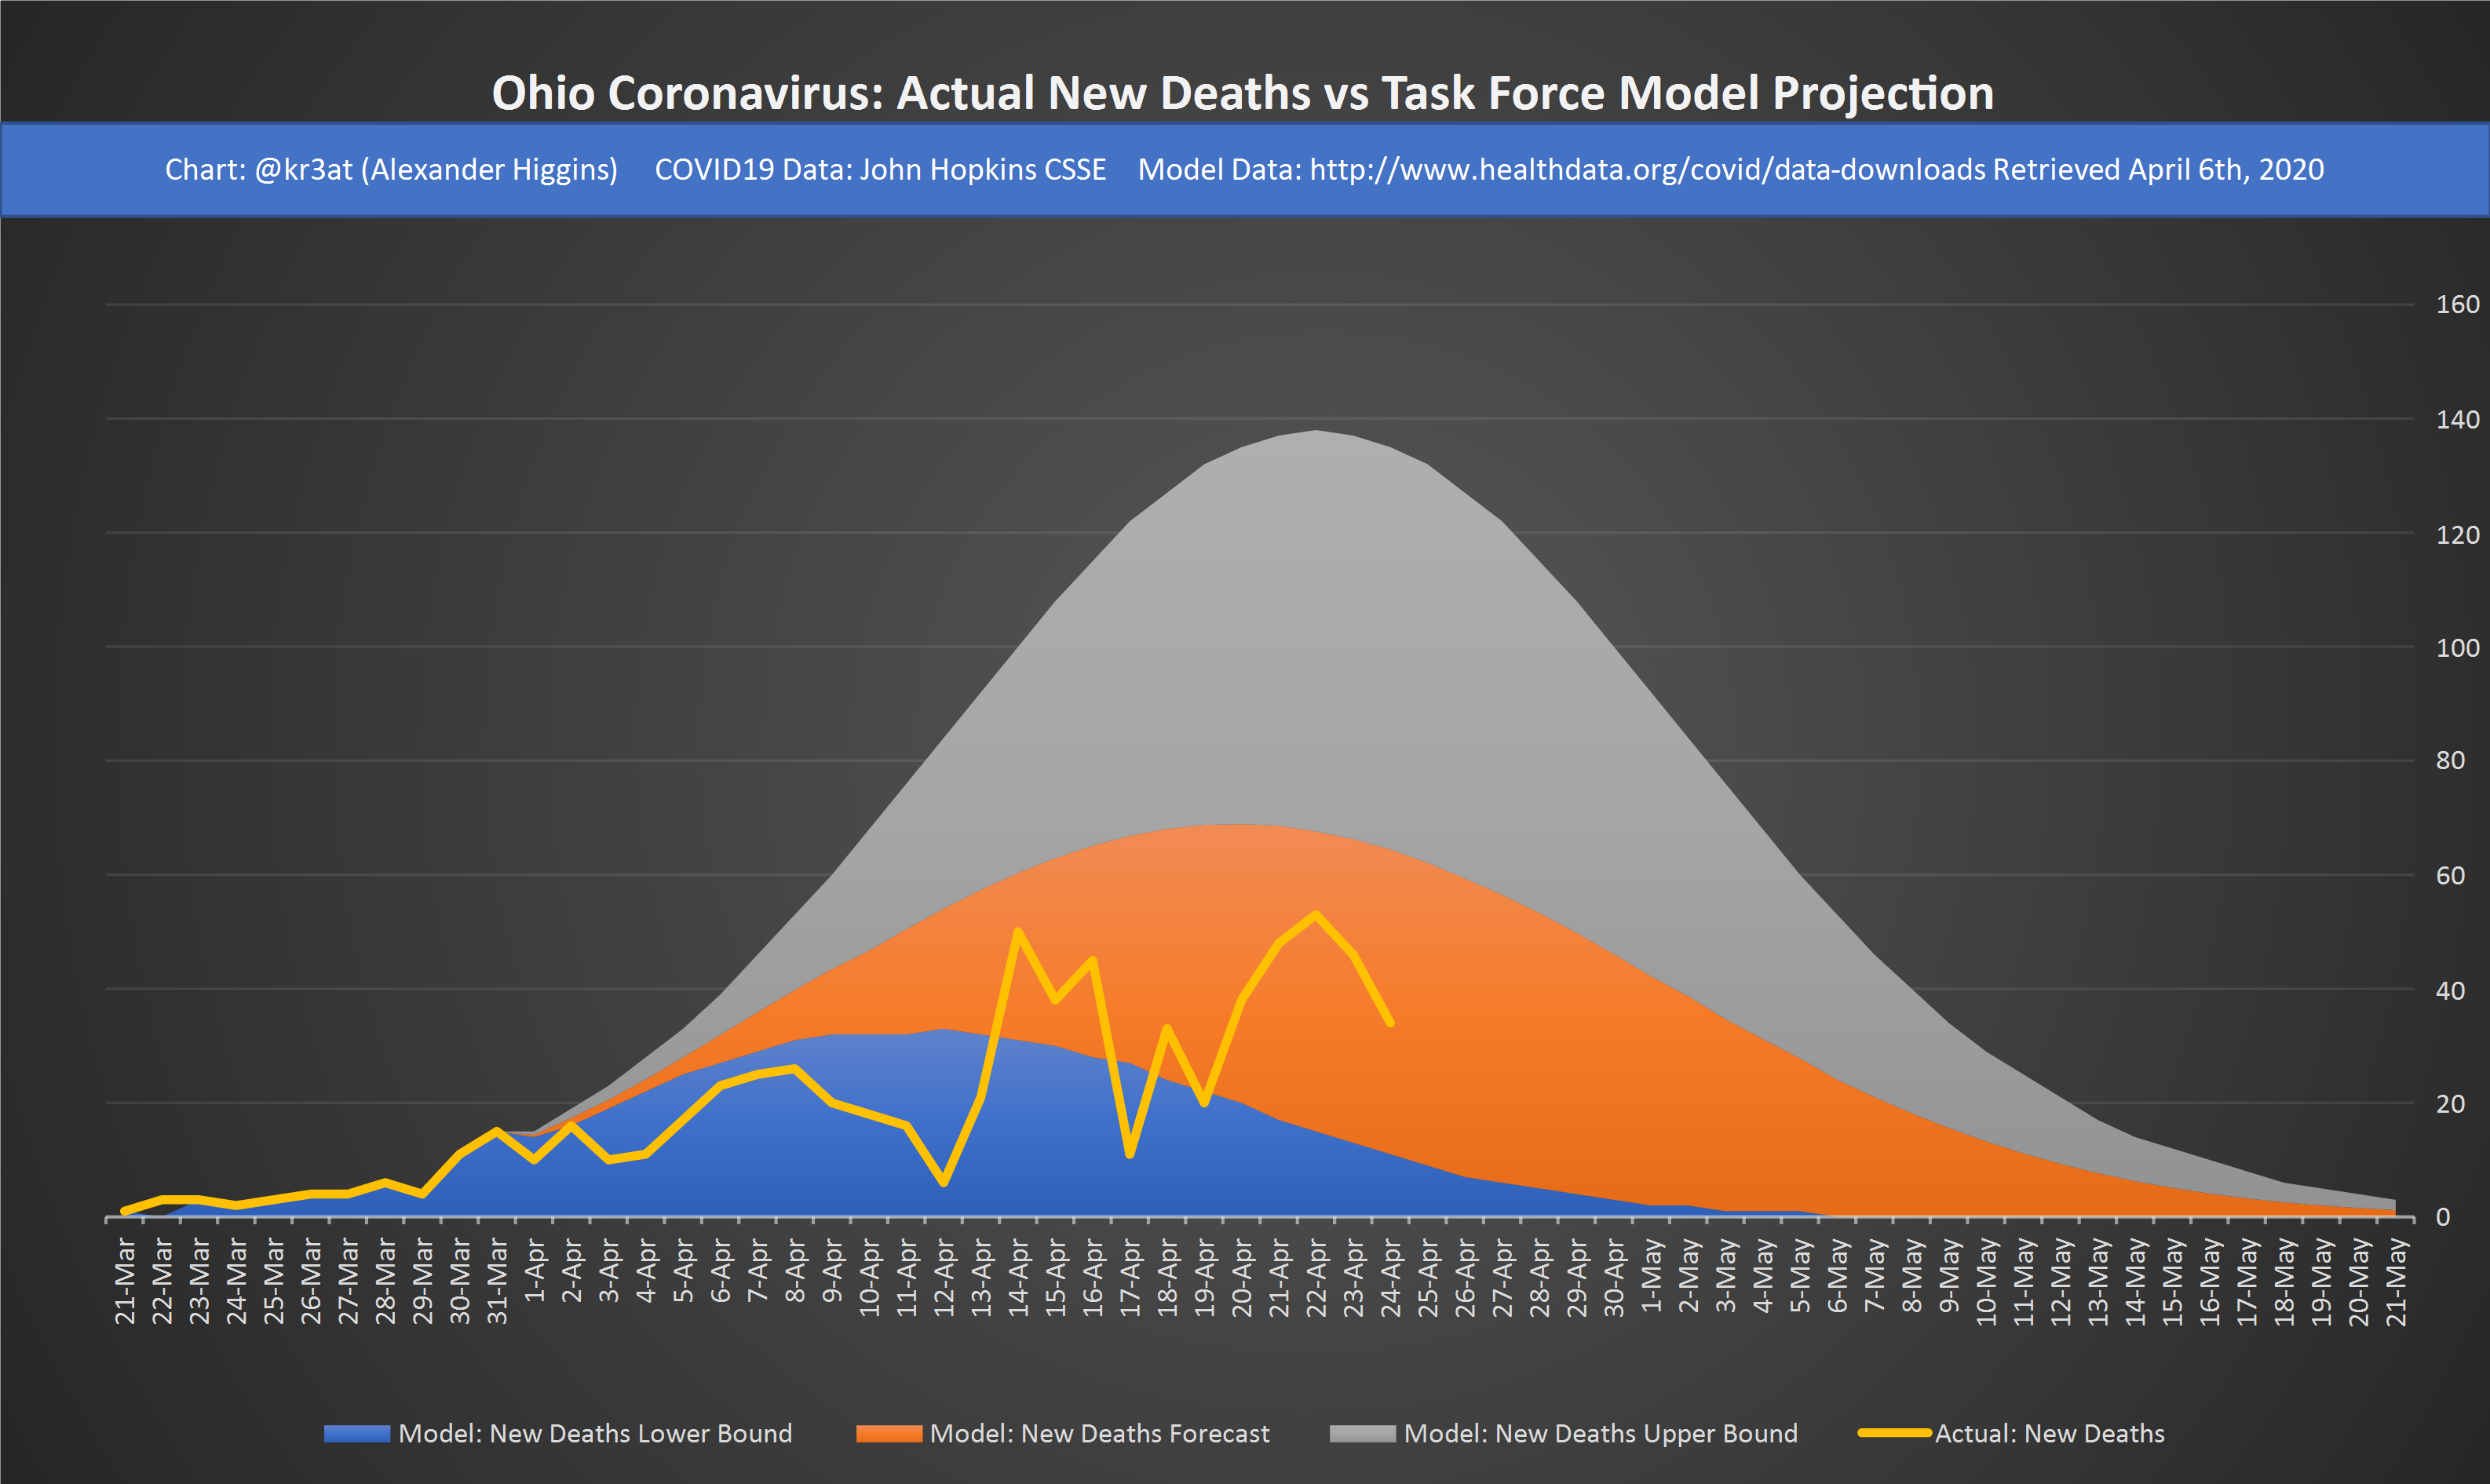 Ohio Coronavirus: Actual New Deaths vs Task Force Model Projection
Chart: @kr3at (Alexander Higgins) COVID19 Data: John Hopkins CSSE Model Data: http://www.healthdata.org/covid/data-downloads Retrieved April 6th, 2020
160
140
120
100
80
60
40
20
0
21-Mar
22-Mar
23-Mar
24-Mar
25-Mar
26-Mar
27-Mar
28-Mar
29-Mar
30-Mar
31-Mar
1-Apr
2-Apr
3-Apr
4-Apr
5-Apr
6-Apr
7-Apr
8-Apr
9-Apr
10-Apr
11-Apr
12-Apr
13-Apr
14-Apr
15-Apr
16-Apr
17-Apr
18-Apr
19-Apr
20-Apr
21-Apr
22-Apr
23-Apr
24-Apr
25-Apr
26-Apr
27-Apr
28-Apr
29-Apr
30-Apr
1-May
2-May
3-May
4-May
5-May
6-May
7-May
8-May
9-May
10-May
11-May
12-May
13-May
14-May
15-May
16-May
17-May
18-May
19-May
20-May
21-May
Model: New Deaths Lower Bound
Model: New Deaths Forecast
Model: New Deaths Upper Bound
Actual: New Deaths